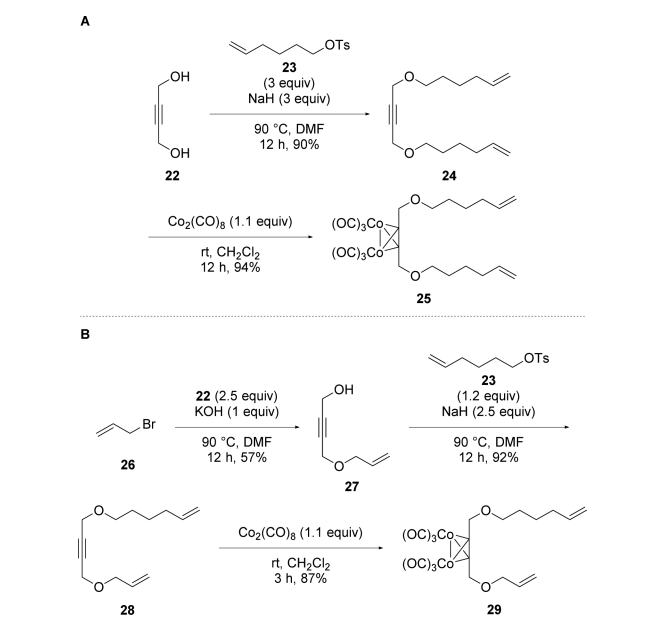 A
OTs
23
(3 equiv)
NaH (3 equiv)
90 °C, DMF
12 h, 90%
OH
OH
22
O
O
24
Co2(CO)8 (1.1 equiv)
rt, CH2Cl2
12 h, 94%
O
(OC)3Co
(OC)3Co
O
25
B
OTs
23
(1.2 equiv)
NaH (2.5 equiv)
90 °C, DMF
12 h, 92%
Br
26
22 (2.5 equiv)
KOH (1 equiv)
90 °C, DMF
12 h, 57%
OH
O
27
O
O
28
Co2(CO)8 (1.1 equiv)
rt, CH2Cl2
3 h, 87%
O
(OC)3Co
(OC)3Co
O
29